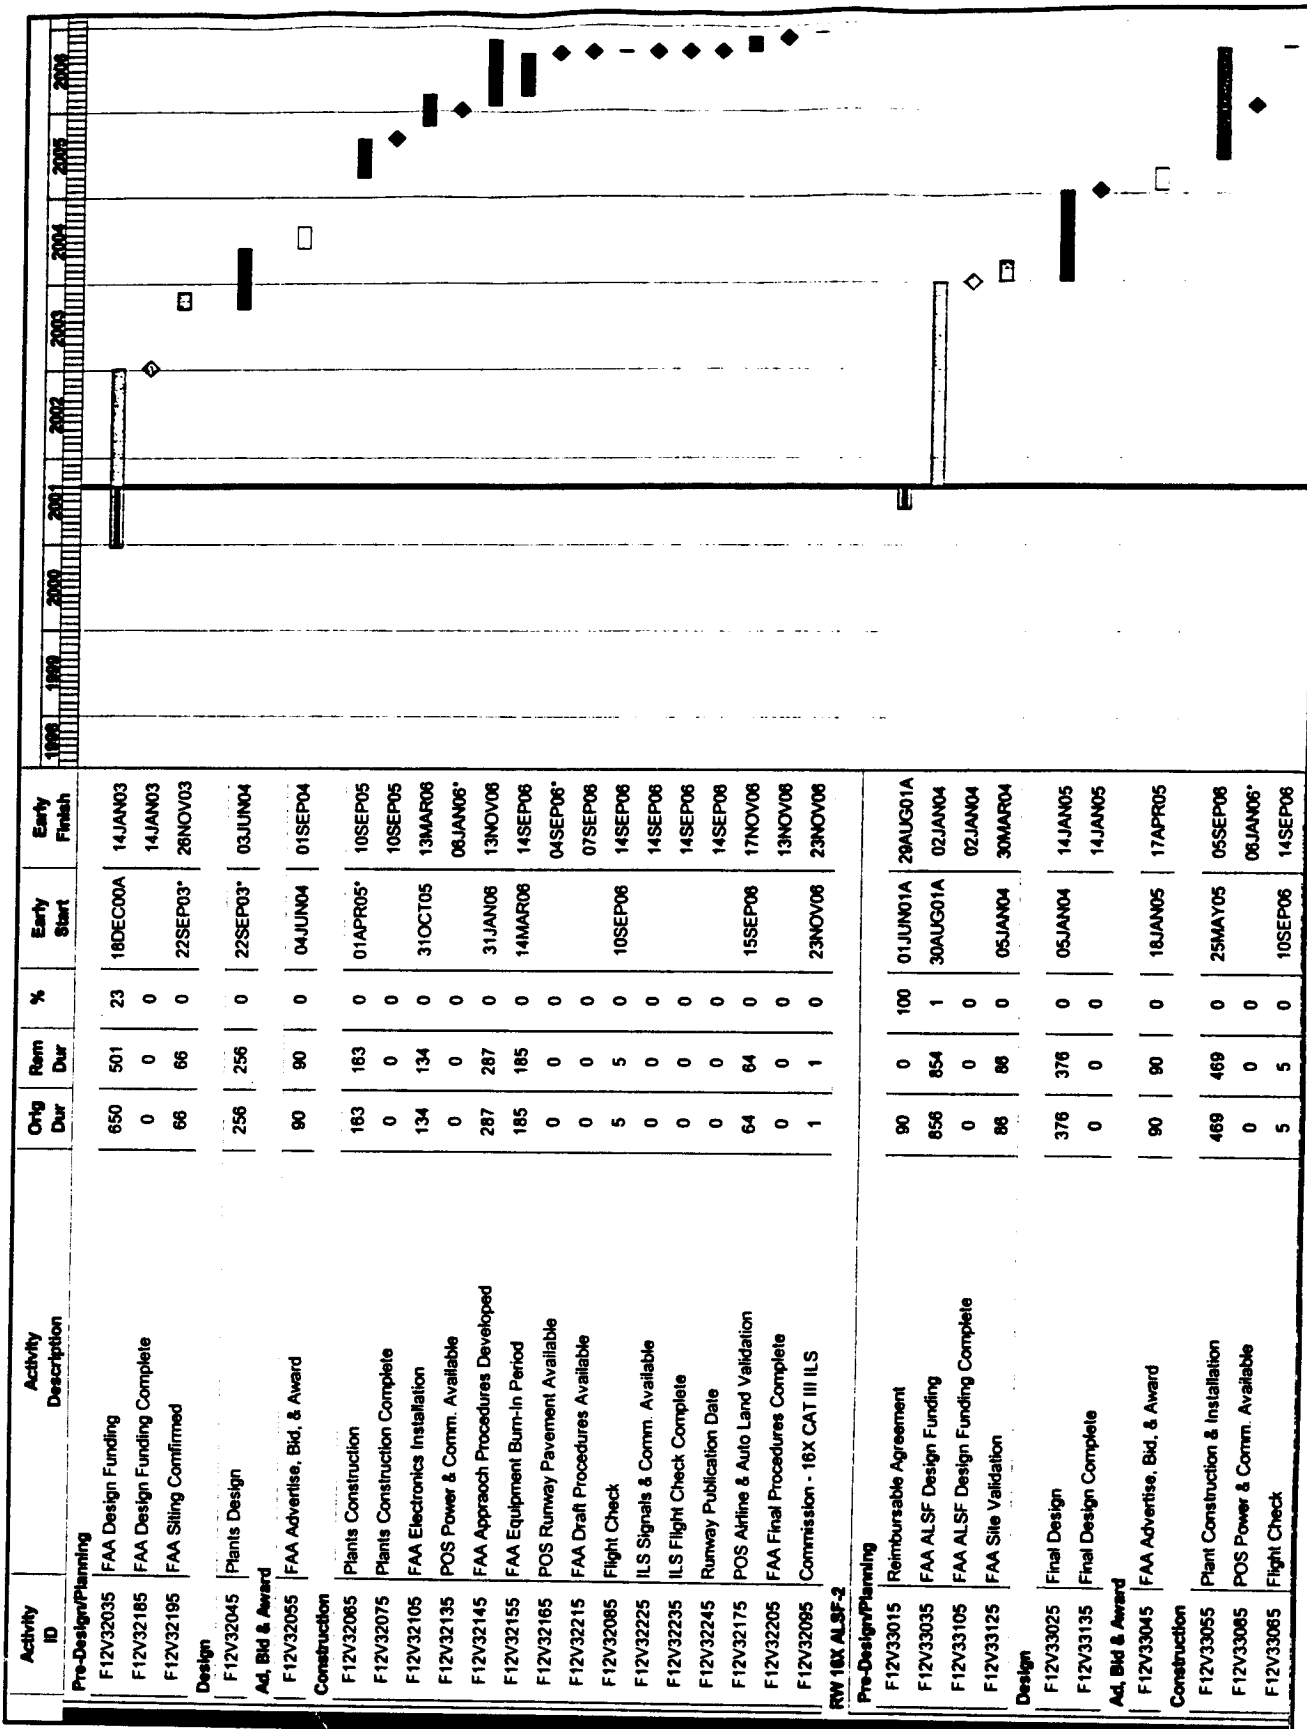 Activity ID Activity Description Orig Dur Rem Dur % Early Start Early Finish 1998 1999 2000 2001 2002 2003 2004 2005 2006
Pre-Design/Planning
F12V32035 FAA Design Funding 650 501 23 18DEC00A 14JAN03
F12V32185 FAA Design Funding Complete 0 0 0 14JAN03
F12V32195 FAA Siting Comfirmed 66 66 0 22SEP03* 26NOV03
Design
F12V32045 Plants Design 256 256 0 22SEP03* 03JUN04
Ad, Bid & Award
F12V32055 FAA Advertise, Bid, & Award 90 90 0 04JUN04 01SEP04
Construction
F12V32065 Plants Construction 163 163 0 01APR05* 10SEP05
F12V32075 Plants Construction Complete 0 0 0 10SEP05
F12V32105 FAA Electronics Installation 134 134 0 31OCT05 13MAR06
F12V32135 POS Power & Comm. Available 0 0 0 06JAN06*
F12V32145 FAA Appraoch Procedures Developed 287 287 0 31JAN06 13NOV06
F12V32155 FAA Equipment Burn-In Period 185 185 0 14MAR06 14SEP06
F12V32165 POS Runway Pavement Available 0 0 0 04SEP06*
F12V32215 FAA Draft Procedures Available 0 0 0 07SEP06
F12V32085 Flight Check 5 5 0 10SEP06 14SEP06
F12V32225 ILS Signals & Comm. Available 0 0 0 14SEP06
F12V32235 ILS Flight Check Complete 0 0 0 14SEP06
F12V32245 Runway Publication Date 0 0 0 14SEP06
F12V32175 POS Airline & Auto Land Validation 64 64 0 15SEP06 17NOV06
F12V32205 FAA Final Procedures Complete 0 0 0 13NOV06
F12V32095 Commission - 16X CAT III ILS 1 1 0 23NOV06 23NOV06
RW 16X ALSF-2
Pre-Design/Planning
F12V33015 Reimbursable Agreement 90 0 100 01JUN01A 29AUG01A
F12V33035 FAA ALSF Design Funding 856 854 1 30AUG01A 02JAN04
F12V33105 FAA ALSF Design Funding Complete 0 0 0 02JAN04
F12V33125 FAA Site Validation 86 86 0 05JAN04 30MAR04
Design
F12V33025 Final Design 376 376 0 05JAN04 14JAN05
F12V33135 Final Design Complete 0 0 0 14JAN05
Ad, Bid & Award
F12V33045 FAA Advertise, Bid, & Award 90 90 0 18JAN05 17APR05
Construction
F12V33055 Plant Construction & Installation 469 469 0 25MAY05 05SEP06
F12V33085 POS Power & Comm. Available 0 0 0 06JAN06*
F12V33065 Flight Check 5 5 0 10SEP06 14SEP06